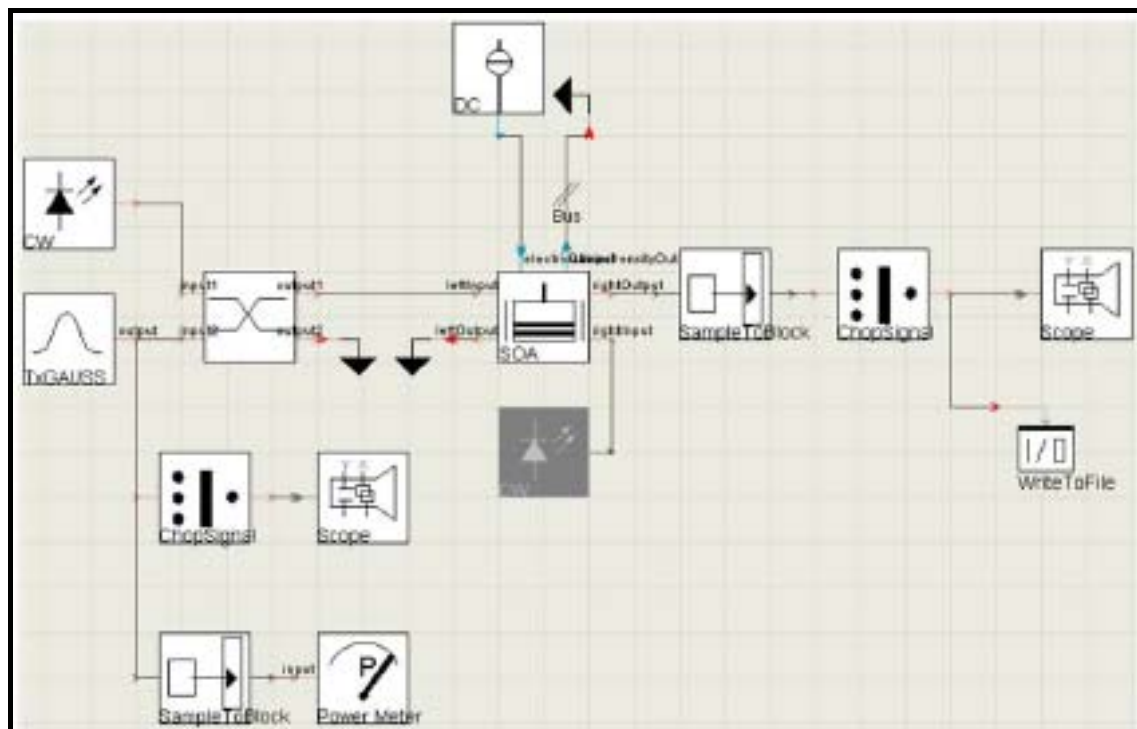 DC
Bus
CW
input1
output1
leftInput
rightOutput
output
output2
leftOutput
rightInput
TxGAUSS
SOA
SampleToBlock
ChopSignal
Scope
CW
WriteToFile
ChopSignal
Scope
input
SampleToBlock
Power Meter